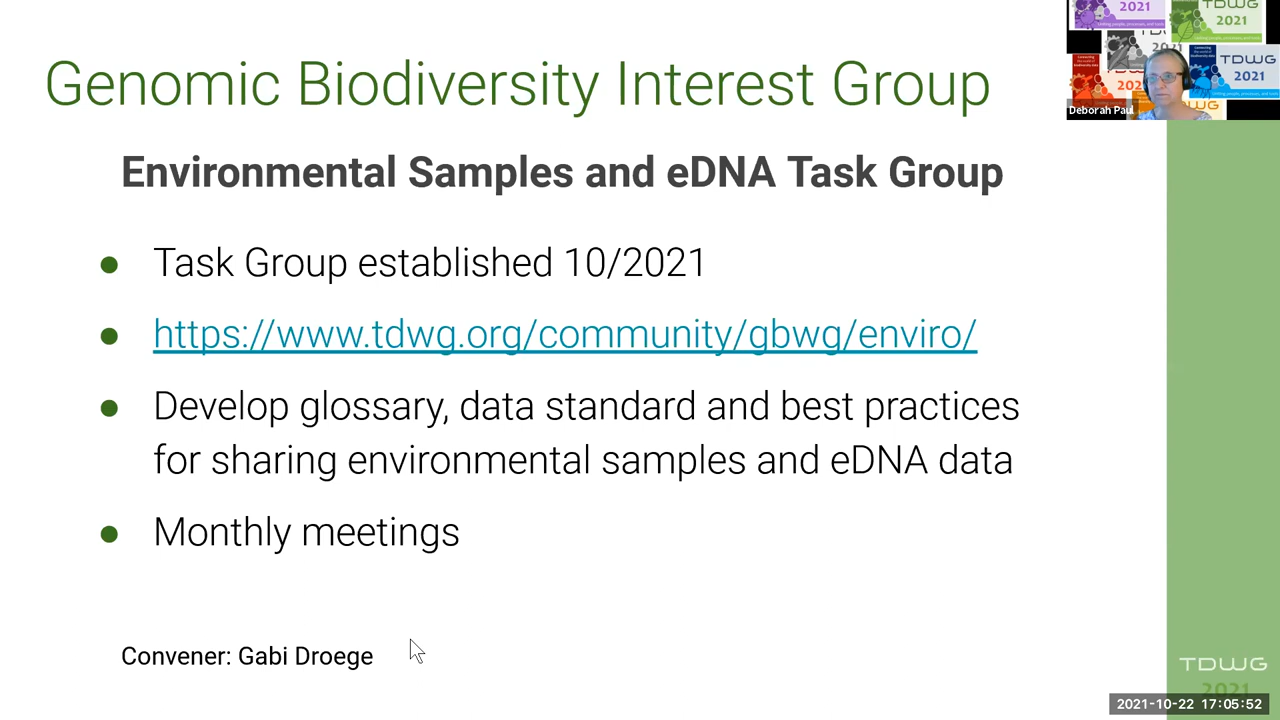 Genomic Biodiversity Interest Group
Environmental Samples and eDNA Task Group
● Task Group established 10/2021
● https://www.tdwg.org/community/gbwg/enviro/
● Develop glossary, data standard and best practices
for sharing environmental samples and eDNA data
● Monthly meetings
Convener: Gabi Droege
2021
TDWG
2021
TDWG
2021
Deborah Paul
TDWG
2021
2021-10-22 17:05:52